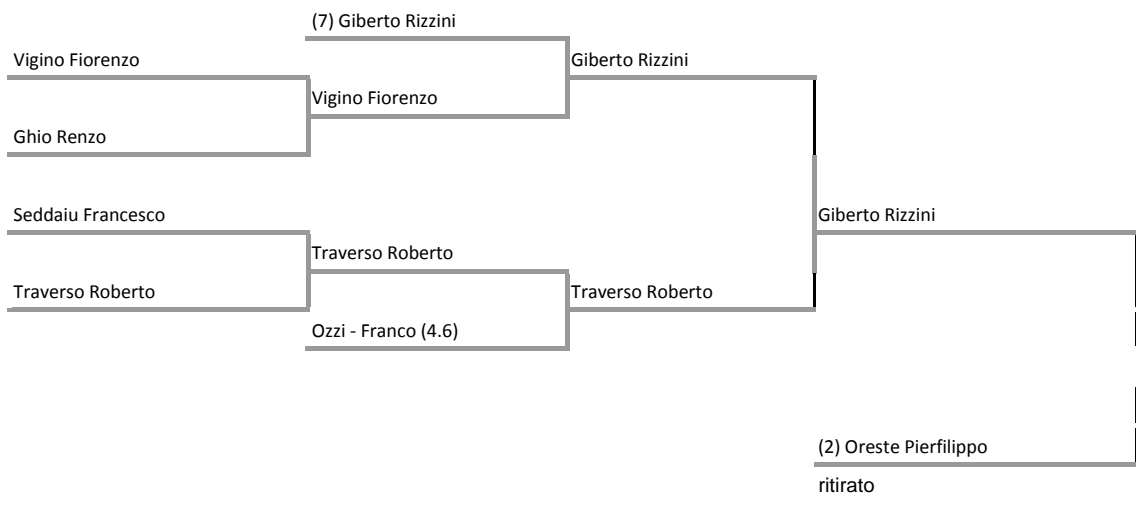 (7) Giberto Rizzini
Vigino Fiorenzo
Giberto Rizzini
Vigino Fiorenzo
Ghio Renzo
Seddaiu Francesco
Giberto Rizzini
Traverso Roberto
Traverso Roberto
Traverso Roberto
Ozzi - Franco (4.6)
(2) Oreste Pierfilippo
ritirato